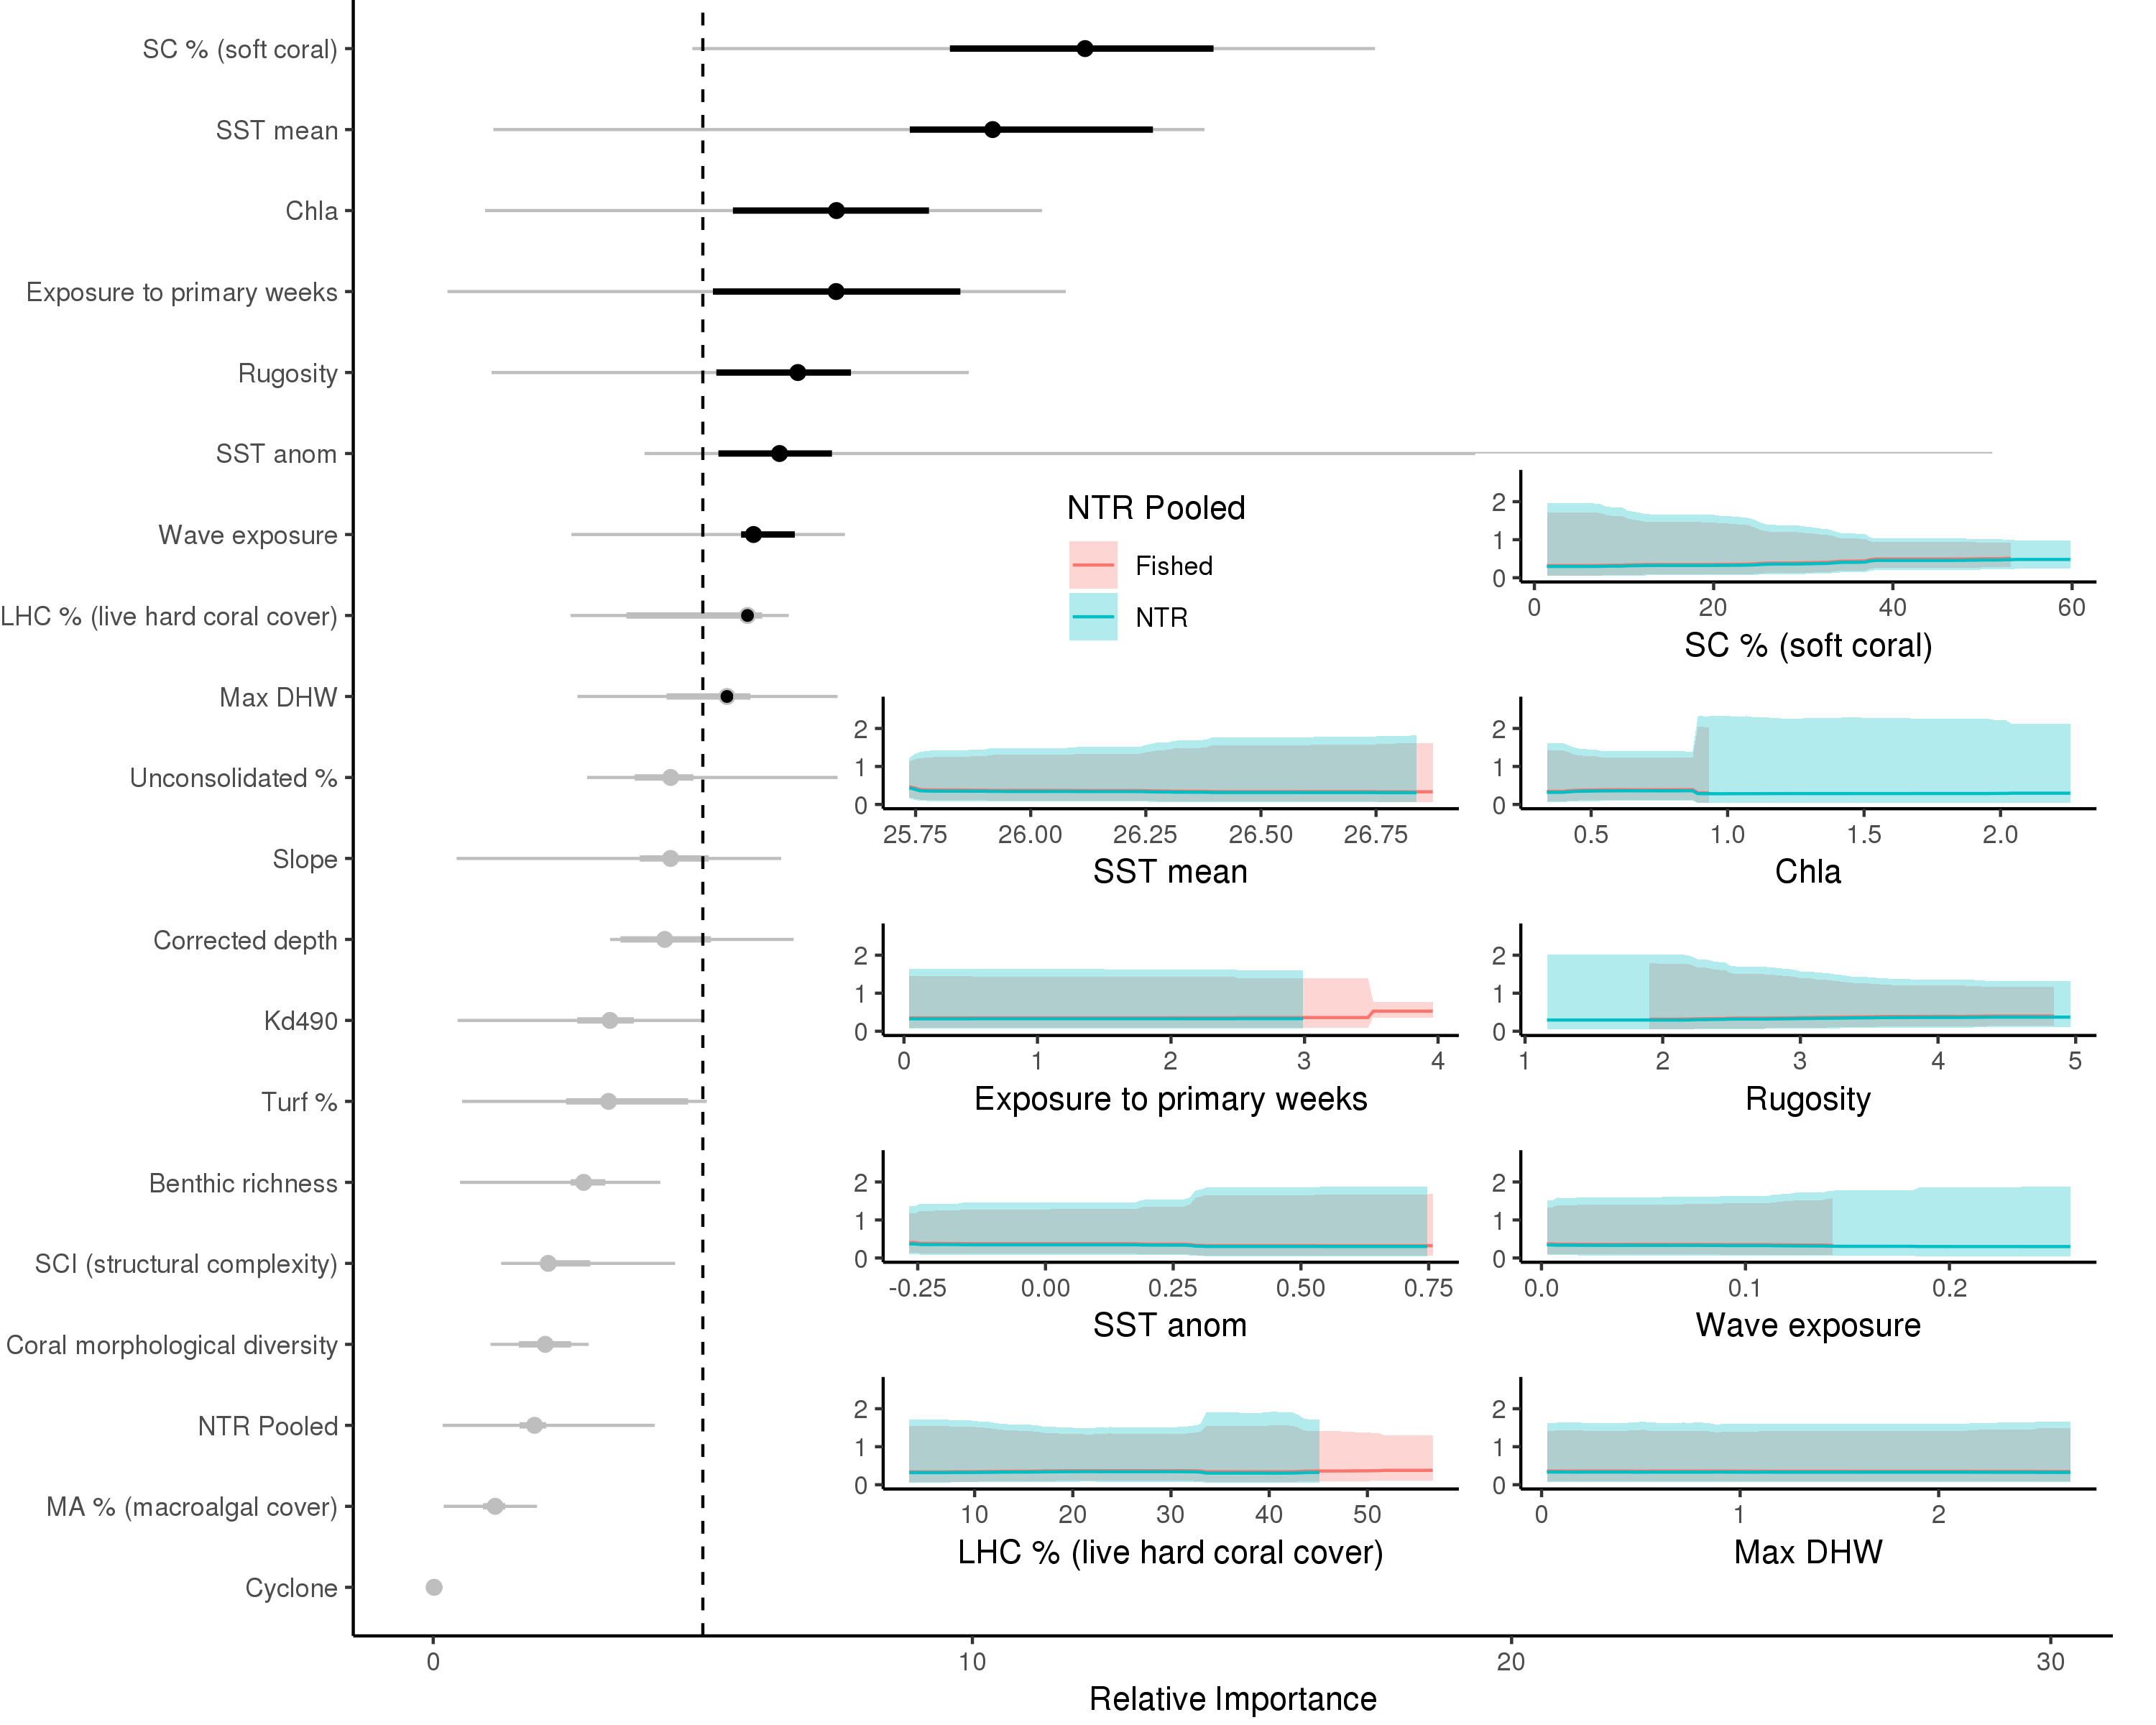 SC % (soft coral)
SST mean
Chla
Exposure to primary weeks
Rugosity
SST anom
Wave exposure
LHC % (live hard coral cover)
Max DHW
Unconsolidated %
Slope
Corrected depth
Kd490
Turf %
Benthic richness
SCI (structural complexity)
Coral morphological diversity
NTR Pooled
MA % (macroalgal cover)
Cyclone
0 10 20 30
Relative Importance
NTR Pooled
Fished
NTR
2
1
0
0 20 40 60
SC % (soft coral)
2
1
0
25.75 26.00 26.25 26.50 26.75
SST mean
2
1
0
0.5 1.0 1.5 2.0
Chla
2
1
0
0 1 2 3 4
Exposure to primary weeks
2
1
0
1 2 3 4 5
Rugosity
2
1
0
-0.25 0.00 0.25 0.50 0.75
SST anom
2
1
0
0.0 0.1 0.2
Wave exposure
2
1
0
10 20 30 40 50
LHC % (live hard coral cover)
2
1
0
0 1 2
Max DHW